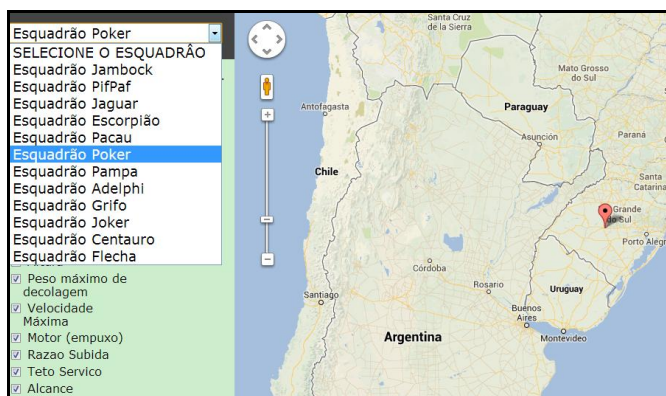 Esquadrão Poker
SELECIONE O ESQUADRÂO
Esquadrão Jambock
Esquadrão PifPaf
Esquadrão Jaguar
Esquadrão Escorpião
Esquadrão Pacau
Esquadrão Poker
Esquadrão Pampa
Esquadrão Adelphi
Esquadrão Grifo
Esquadrão Joker
Esquadrão Centauro
Esquadrão Flecha
Peso máximo de
decolagem
Velocidade
Máxima
Motor (empuxo)
Razao Subida
Teto Servico
Alcance
Santa Cruz
de la Sierra
Mato Grosso
do Sul
Antofagasta
Paraguay
Asunción
Paraná
Chile
Santa
Catarina
Grande
do Sul
Porto Alegr
Córdoba
Rosario
Uruguay
Santiago
Buenos
Aires
Montevideo
Argentina